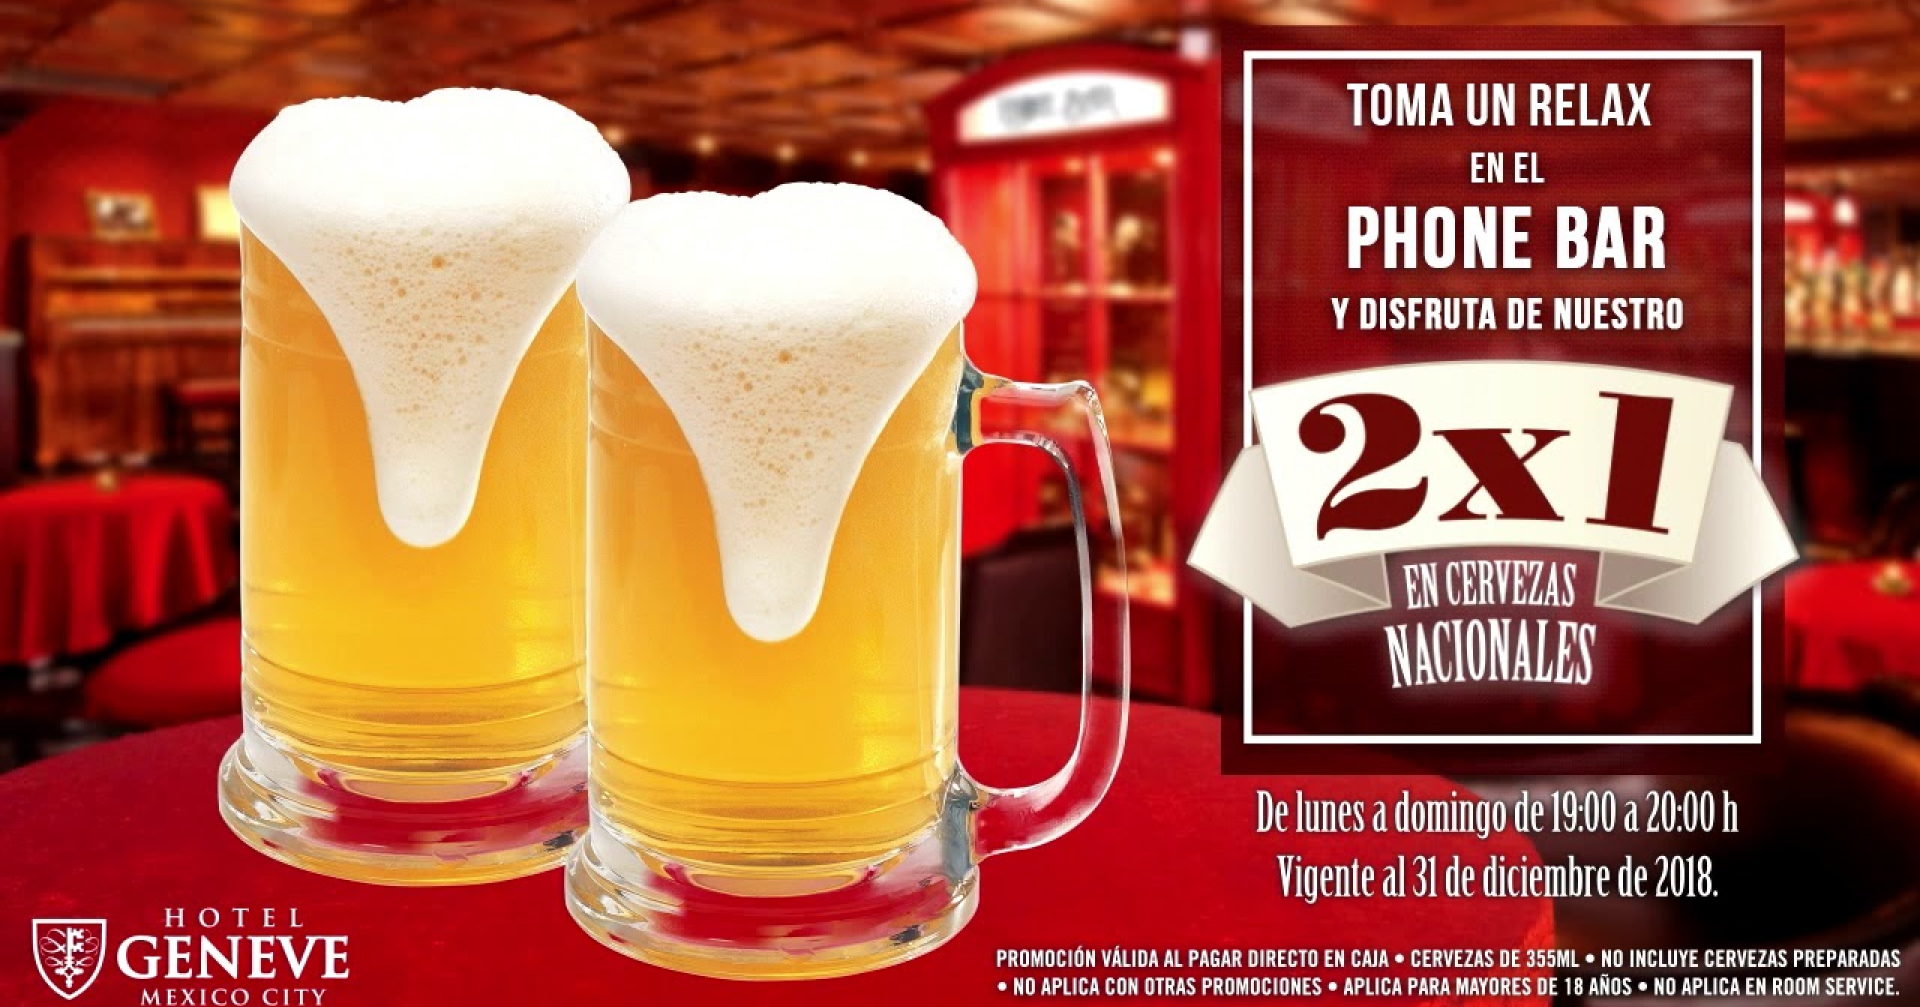 TOMA UN RELAX
EN EL
PHONE BAR
Y DISFRUTA DE NUESTRO
2x1
EN CERVEZAS
NACIONALES
De lunes a domingo de 19:00 a 20:00 h
Vigente al 31 de diciembre de 2018.
PROMOCIÓN VÁLIDA AL PAGAR DIRECTO EN CAJA • CERVEZAS DE 355ML • NO INCLUYE CERVEZAS PREPARADAS
• NO APLICA CON OTRAS PROMOCIONES • APLICA PARA MAYORES DE 18 AÑOS • NO APLICA EN ROOM SERVICE.
HOTEL
GENEVE
MEXICO CITY